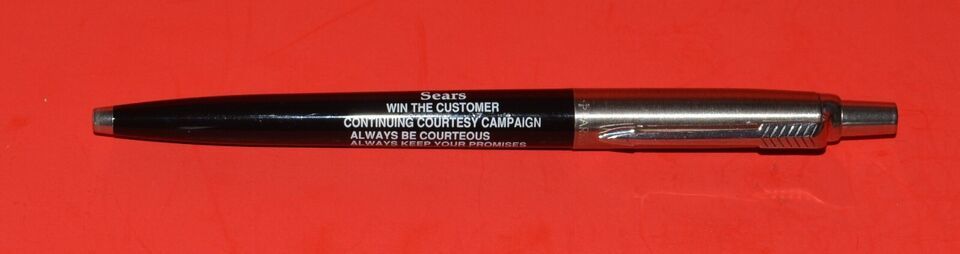 Sears
WIN THE CUSTOMER
CONTINUING COURTESY CAMPAIGN
ALWAYS BE COURTEOUS
ALWAYS KEEP YOUR PROMISES